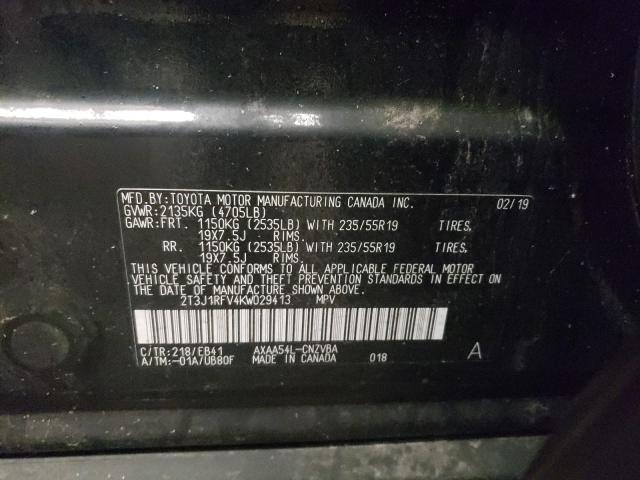 MFD.BY:TOYOTA MOTOR MANUFACTURING CANADA INC. 02/19
GVWR:2135KG (4705LB)
GAWR:FRT. 1150KG (2535LB) WITH 235/55R19 TIRES,
19X7.5J RIMS.
RR. 1150KG (2535LB) WITH 235/55R19 TIRES,
19X7.5J RIMS.
THIS VEHICLE CONFORMS TO ALL APPLICABLE FEDERAL MOTOR
VEHICLE SAFETY AND THEFT PREVENTION STANDARDS IN EFFECT
ON THE DATE OF MANUFACTURE SHOWN ABOVE.
2T3J1RFV4KW029413 MPV
C/TR:218/EB41 AXAA54L-CNZVBA A
A/TM:-01A/UB80F MADE IN CANADA 018